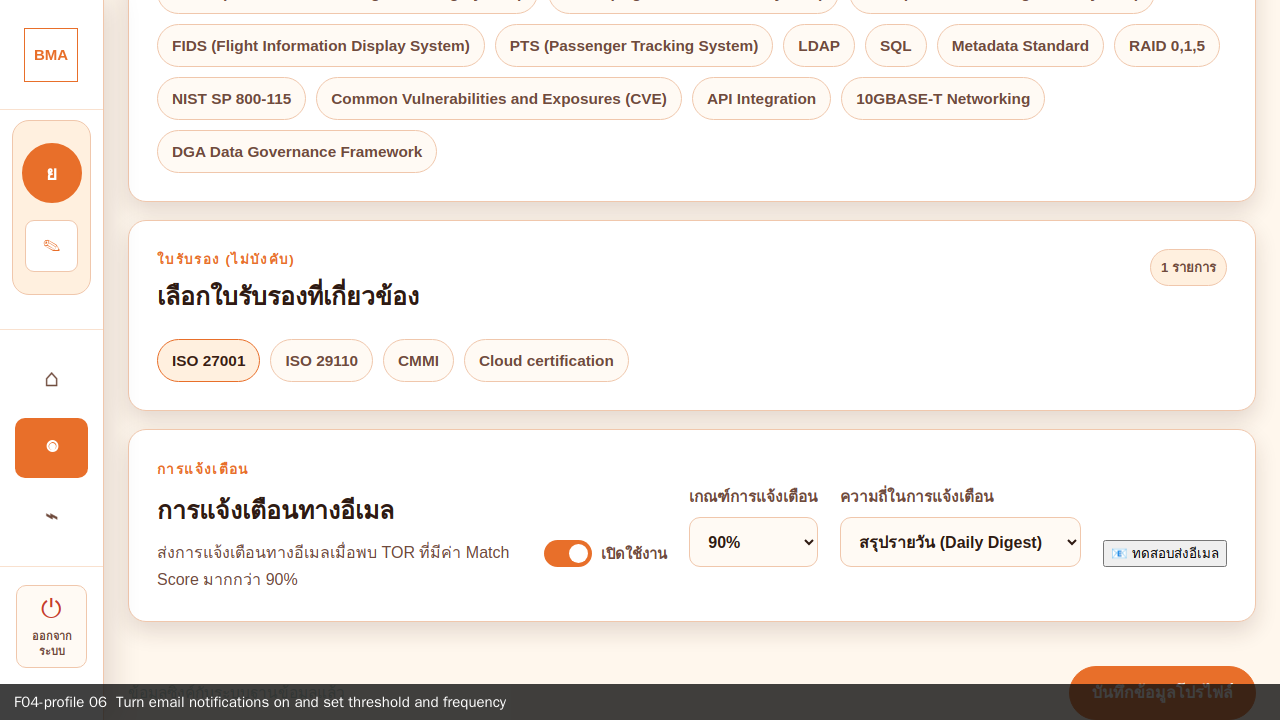 BMA
ย
ออกจาก
ระบบ
FIDS (Flight Information Display System)
PTS (Passenger Tracking System)
LDAP
SQL
Metadata Standard
RAID 0,1,5
NIST SP 800-115
Common Vulnerabilities and Exposures (CVE)
API Integration
10GBASE-T Networking
DGA Data Governance Framework
ใบรับรอง (ไม่บังคับ)
เลือกใบรับรองที่เกี่ยวข้อง
1 รายการ
ISO 27001
ISO 29110
CMMI
Cloud certification
การแจ้งเตือน
การแจ้งเตือนทางอีเมล
ส่งการแจ้งเตือนทางอีเมลเมื่อพบ TOR ที่มีค่า Match
Score มากกว่า 90%
เปิดใช้งาน
เกณฑ์การแจ้งเตือน
90%
ความถี่ในการแจ้งเตือน
สรุปรายวัน (Daily Digest)
📧 ทดสอบส่งอีเมล
บันทึกข้อมูลโปรไฟล์
F04-profile 06 Turn email notifications on and set threshold and frequency